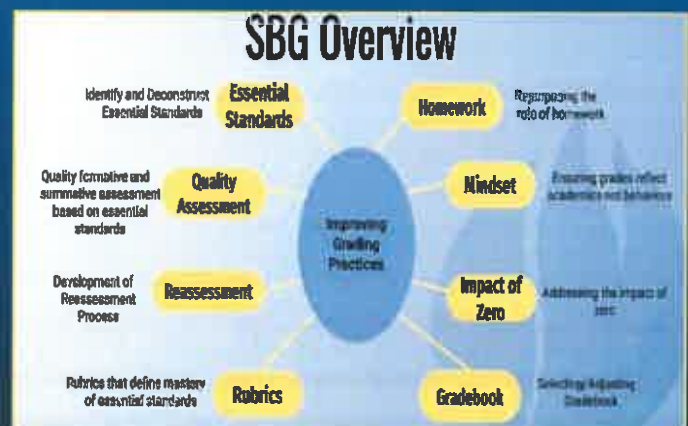 SBG Overview
Identify and Deconstruct
Essential Standards
Essential
Standards
Homework
Repurposing the
role of homework
Quality formative and
summative assessment
based on essential
standards
Quality
Assessment
Mindset
Ensuring grades reflect
academics not behaviors
Improving
Grading
Practices
Development of
Reassessment
Process
Reassessment
Impact of
Zero
Addressing the impact of
zero
Rubrics that define mastery
of essential standards
Rubrics
Gradebook
Selecting/Adjusting
Gradebook